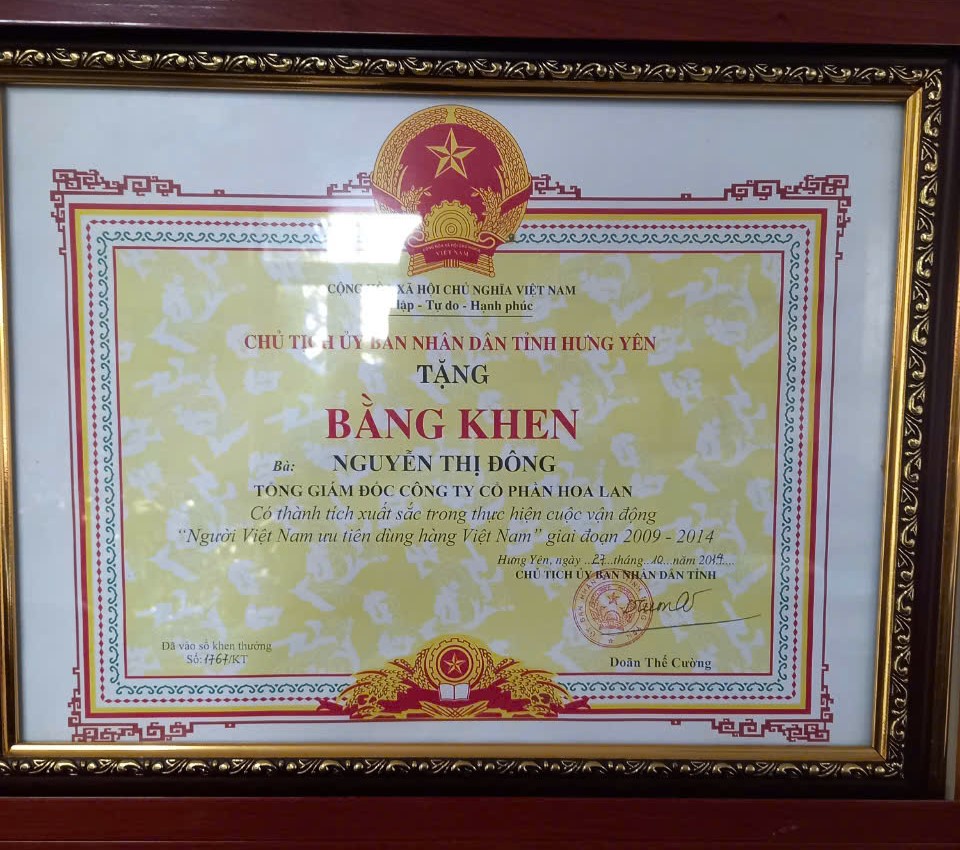 VIỆT NAM
CỘNG XÃ HỘI CHỦ NGHĨA VIỆT NAM
lập - Tự do - Hạnh phúc
CHỦ TỊCH ỦY BAN NHÂN DÂN TỈNH HƯNG YÊN
TẶNG
BẰNG KHEN
Bà: NGUYỄN THỊ ĐÔNG
TỔNG GIÁM ĐỐC CÔNG TY CỔ PHẦN HOA LAN
Có thành tích xuất sắc trong thực hiện cuộc vận động
"Người Việt Nam ưu tiên dùng hàng Việt Nam" giai đoạn 2009 - 2014
Hưng Yên, ngày ..27..tháng..10...năm 2014....
CHỦ TỊCH ỦY BAN NHÂN DÂN TỈNH
Đã vào sổ khen thưởng
Số:1767/KT
Doãn Thế Cường